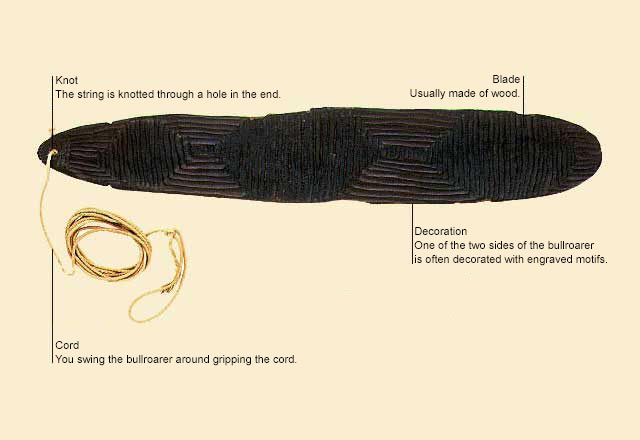 Knot
The string is knotted through a hole in the end.
Blade
Usually made of wood.
Decoration
One of the two sides of the bullroarer
is often decorated with engraved motifs.
Cord
You swing the bullroarer around gripping the cord.